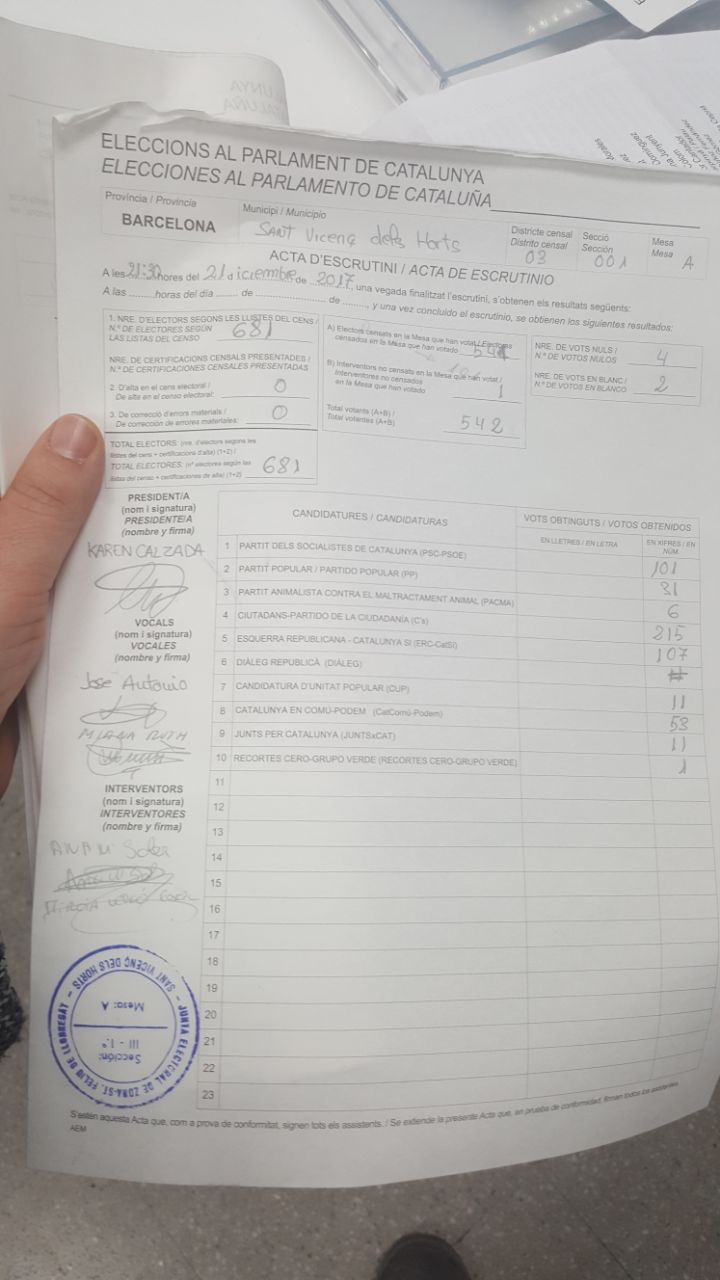 ELECCIONS AL PARLAMENT DE CATALUNYA
ELECCIONES AL PARLAMENTO DE CATALUÑA
Província / Provincia
BARCELONA
Municipi / Municipio
SANT VICENÇ dels HORTS
Districte censal
Distrito censal
03
Secció
Sección
001
Mesa
Mesa A
ACTA D'ESCRUTINI / ACTA DE ESCRUTINIO
A les 21:30 hores del 21 diciembre de 2017, una vegada finalitzat l'escrutini, s'obtenen els resultats següents:
A las ........ horas del día ........ de ........................ de ........, y una vez concluido el escrutinio, se obtienen los siguientes resultados:
1. NRE. D'ELECTORS SEGONS LES LLISTES DEL CENS /
N.º DE ELECTORES SEGÚN
LAS LISTAS DEL CENSO 681
NRE. DE CERTIFICACIONS CENSALS PRESENTADES /
N.º DE CERTIFICACIONES CENSALES PRESENTADAS
2. D'alta en el cens electoral /
De alta en el censo electoral: 0
3. De correcció d'errors materials /
De corrección de errores materiales: 0
TOTAL ELECTORS: (nre. d'electors segons les
llistes del cens + certificacions d'alta) (1+2) /
TOTAL ELECTORES: (nº electores según las
listas del censo + certificaciones de alta) (1+2) 681
A) Electors censats en la Mesa que han votat / Electores
censados en la Mesa que han votado 541
B) Interventors no censats en la Mesa que han votat /
Interventores no censados
en la Mesa que han votado 1
Total votants (A+B) /
Total votantes (A+B) 542
NRE. DE VOTS NULS /
N.º DE VOTOS NULOS 4
NRE. DE VOTS EN BLANC /
N.º DE VOTOS EN BLANCO 2
PRESIDENT/A
(nom i signatura)
PRESIDENTE/A
(nombre y firma)
KAREN CALZADA
VOCALS
(nom i signatura)
VOCALES
(nombre y firma)
José Antonio
INTERVENTORS
(nom i signatura)
INTERVENTORES
(nombre y firma)
CANDIDATURES / CANDIDATURAS
VOTS OBTINGUTS / VOTOS OBTENIDOS
EN LLETRES / EN LETRA
EN XIFRES / EN NÚM.
1 PARTIT DELS SOCIALISTES DE CATALUNYA (PSC-PSOE) 101
2 PARTIT POPULAR / PARTIDO POPULAR (PP) 31
3 PARTIT ANIMALISTA CONTRA EL MALTRACTAMENT ANIMAL (PACMA) 6
4 CIUTADANS-PARTIDO DE LA CIUDADANÍA (C's) 215
5 ESQUERRA REPUBLICANA - CATALUNYA SÍ (ERC-CatSí) 107
6 DIÀLEG REPUBLICÀ (DIÀLEG)
7 CANDIDATURA D'UNITAT POPULAR (CUP) 11
8 CATALUNYA EN COMÚ-PODEM (CatComú-Podem) 53
9 JUNTS PER CATALUNYA (JUNTSxCAT) 11
10 RECORTES CERO-GRUPO VERDE (RECORTES CERO-GRUPO VERDE) 1
11
12
13
14
15
16
17
18
19
20
21
22
23
JUNTA ELECTORAL DE ZONA-ST. FELIU DE LLOBREGAT - SANT VICENÇ DELS HORTS -
Sección:
III - 1.ª
Mesa: A
S'estén aquesta Acta que, com a prova de conformitat, signen tots els assistents. / Se extiende la presente Acta que, en prueba de conformidad, firman todos los asistentes.
AEM